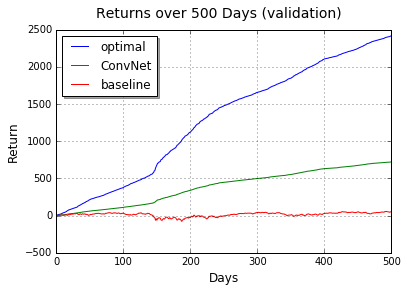 Returns over 500 Days (validation)
2500
2000
1500
1000
500
0
−500
Return
optimal
ConvNet
baseline
0
100
200
300
400
500
Days